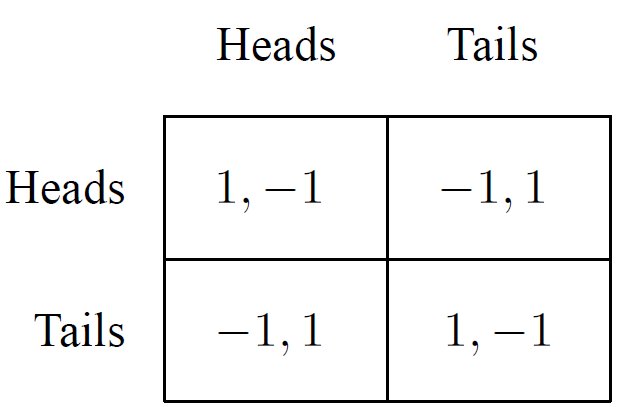 Heads Tails
Heads 1, −1 −1, 1
Tails −1, 1 1, −1